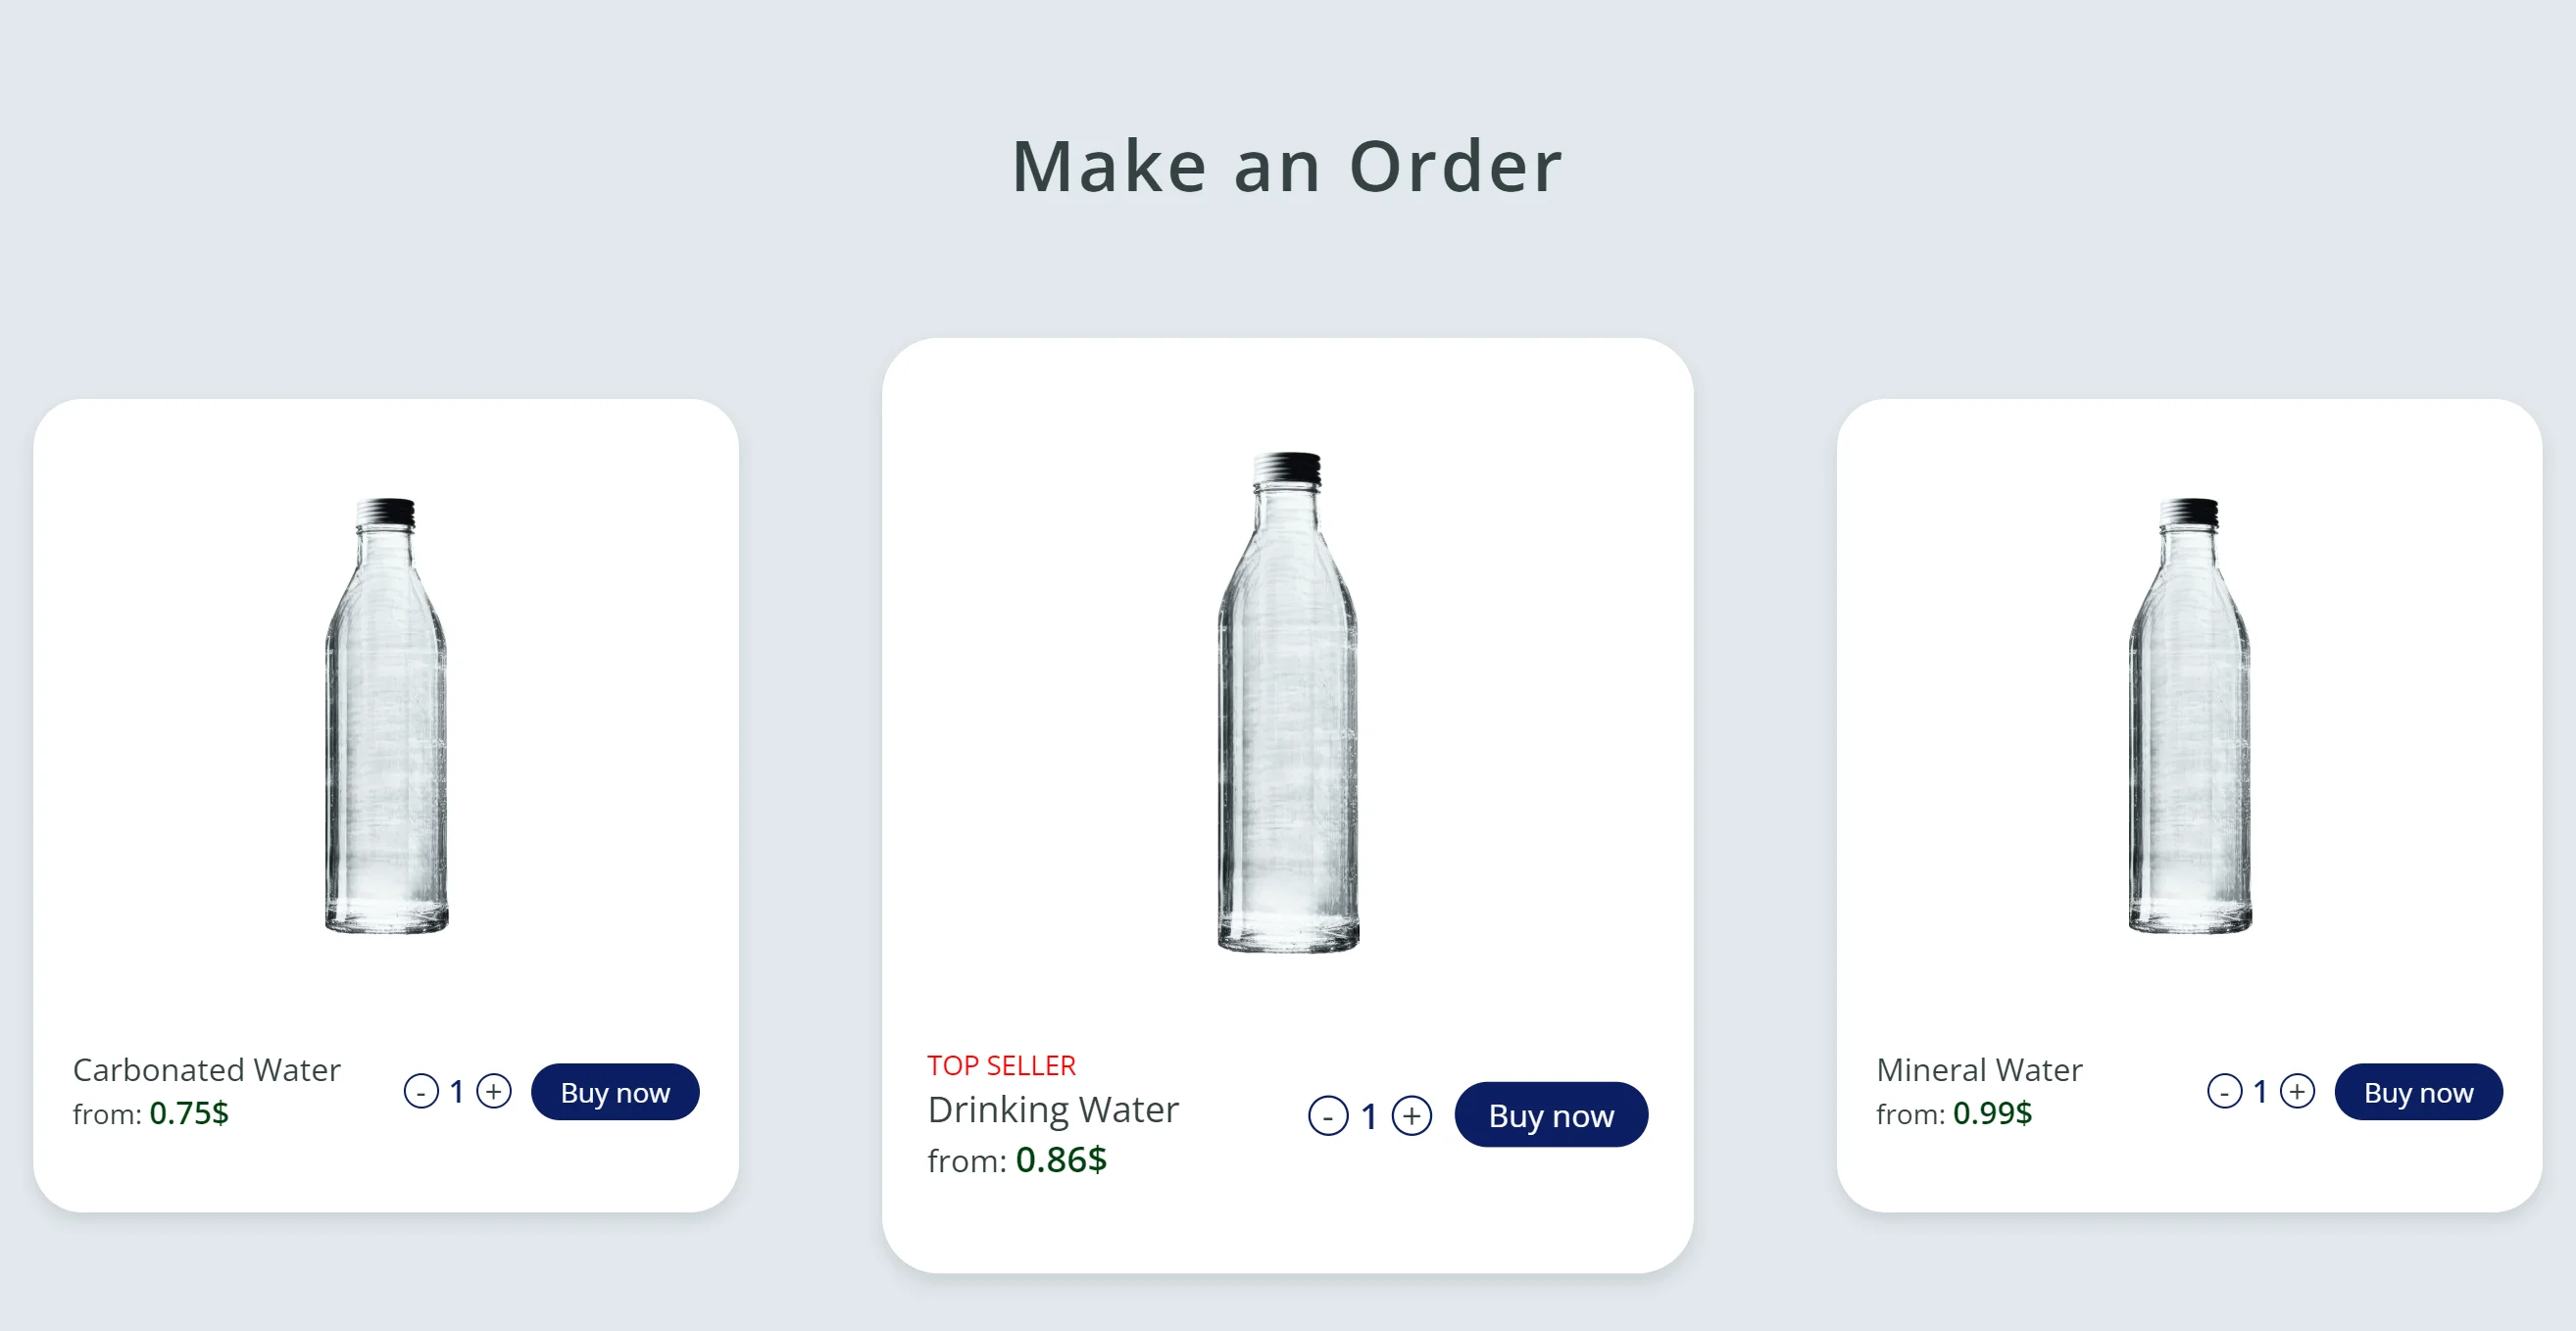 Make an Order
Carbonated Water
from: 0.75$
- 1 + Buy now
TOP SELLER
Drinking Water
from: 0.86$
- 1 + Buy now
Mineral Water
from: 0.99$
- 1 + Buy now